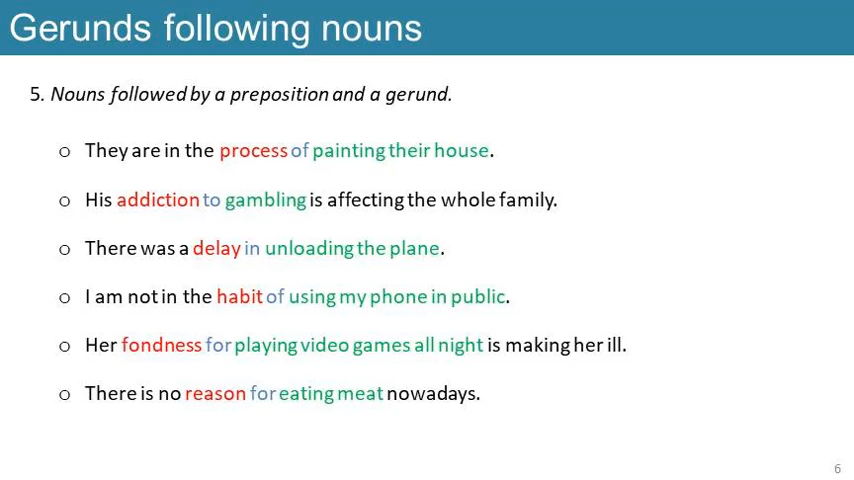 Gerunds following nouns
5. Nouns followed by a preposition and a gerund.
o They are in the process of painting their house.
o His addiction to gambling is affecting the whole family.
o There was a delay in unloading the plane.
o I am not in the habit of using my phone in public.
o Her fondness for playing video games all night is making her ill.
o There is no reason for eating meat nowadays.
6